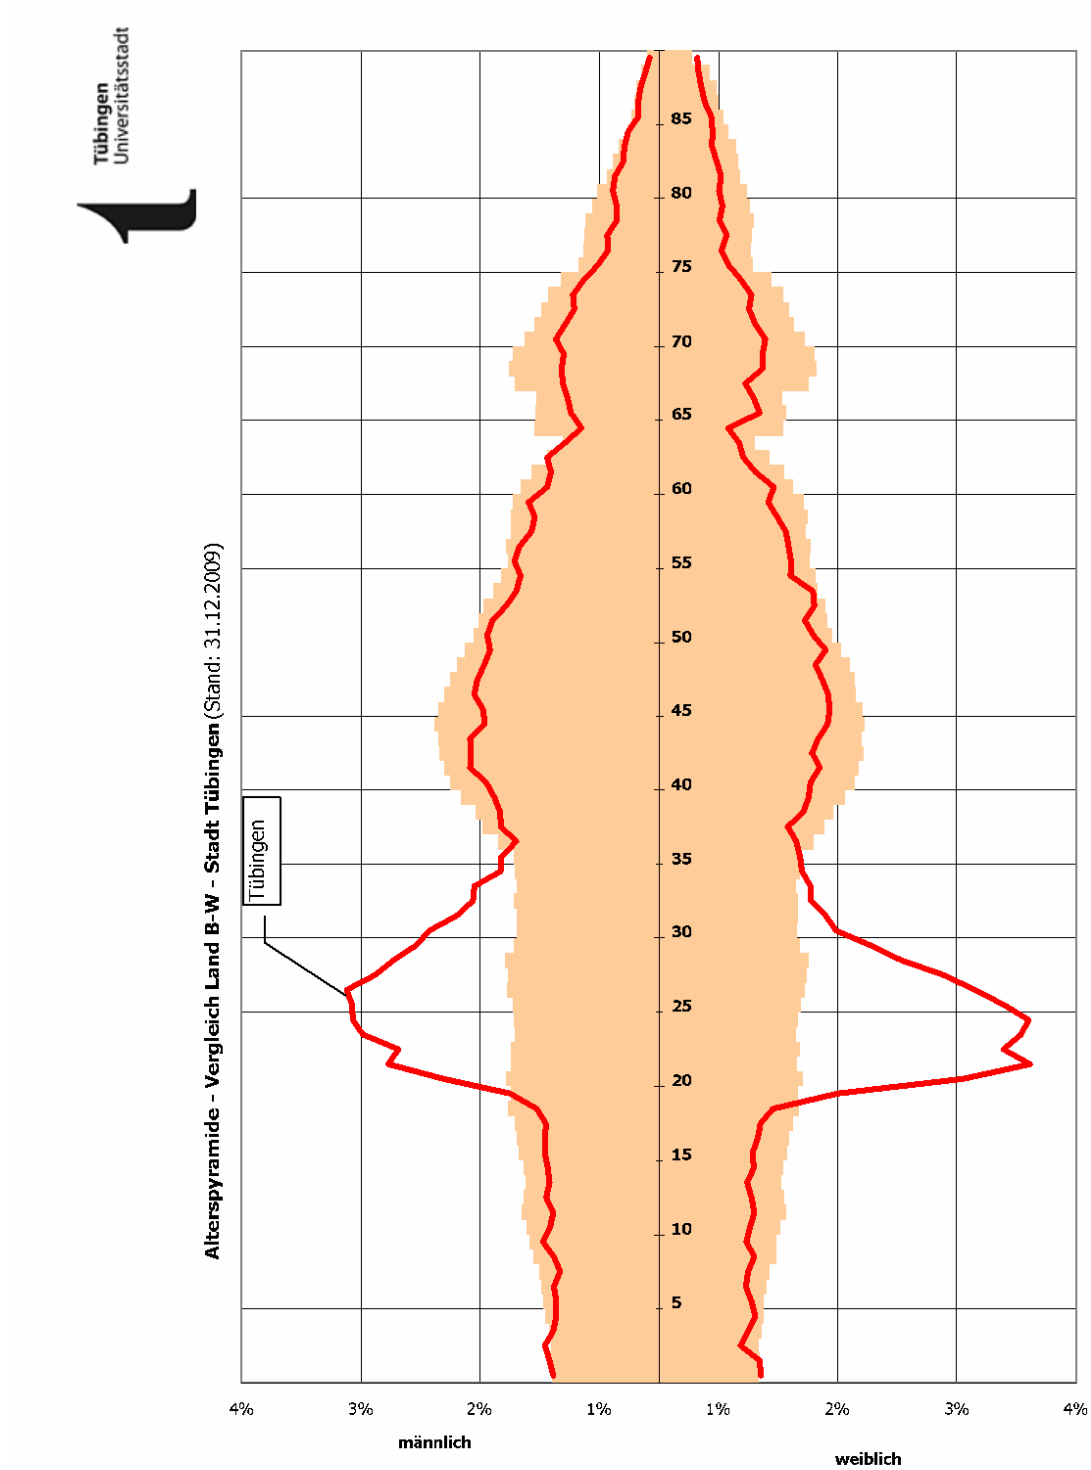 Tübingen
Universitätsstadt
Alterspyramide - Vergleich Land B-W - Stadt Tübingen (Stand: 31.12.2009)
Tübingen
85
80
75
70
65
60
55
50
45
40
35
30
25
20
15
10
5
4% 3% 2% 1% 1% 2% 3% 4%
männlich
weiblich